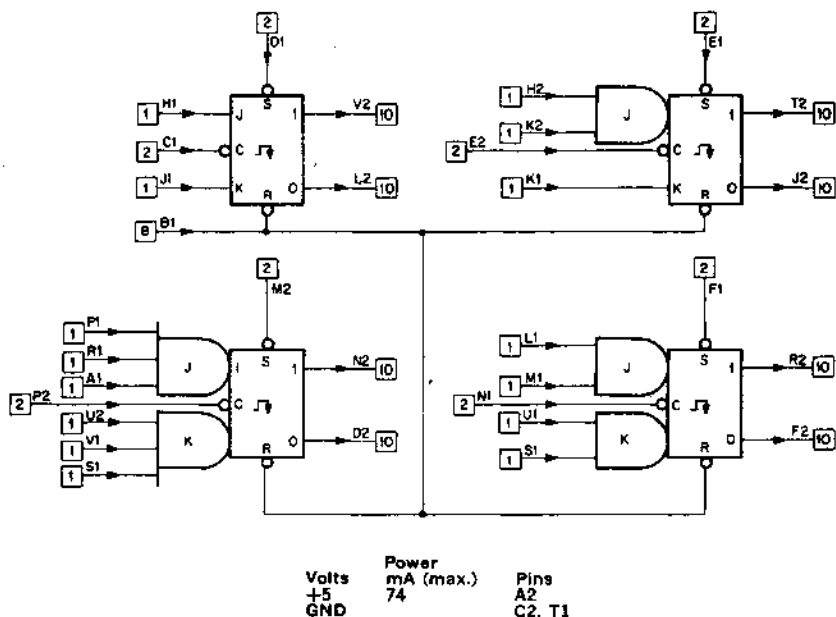 2
D1
2
E1
1 H1
J
S
1
V2 10
2 C1
C
1 J1
K
R
0
L2 10
8 B1
1 H2
1 K2
J
S
1
T2 10
2 E2
C
1 K1
K
R
0
J2 10
2
M2
2
F1
1 P1
1 R1
1 A1
J
S
1
N2 10
2 P2
C
1 U2
1 V1
1 S1
K
R
0
D2 10
1 L1
1 M1
J
S
1
R2 10
2 N1
C
1 U1
1 S1
K
R
0
F2 10
Power
Volts mA (max.) Pins
+5 74 A2
GND C2, T1